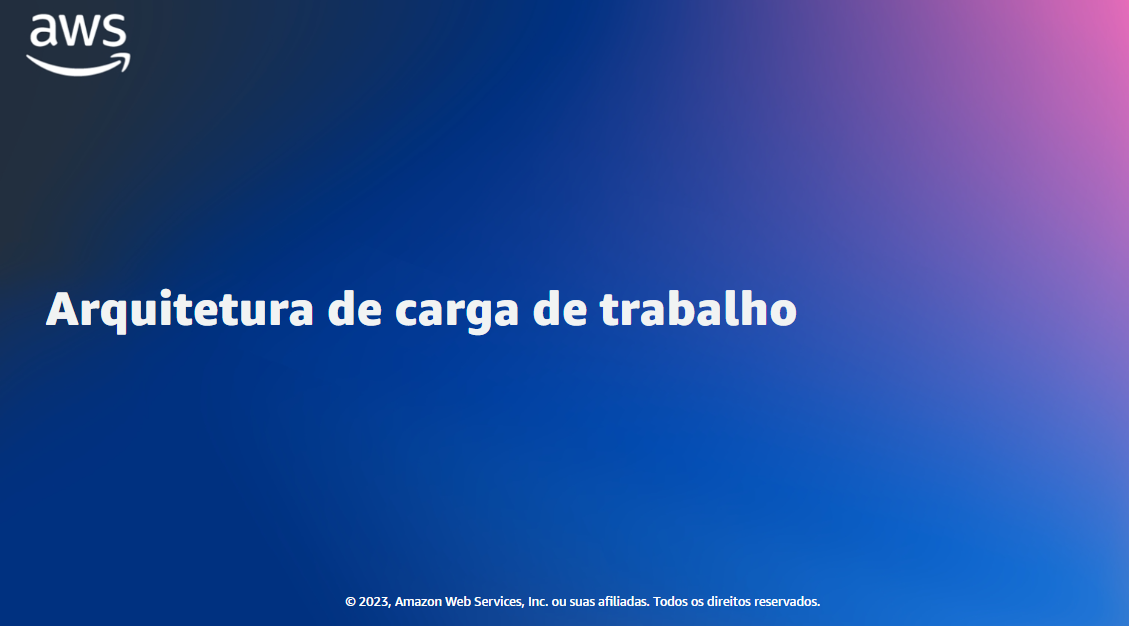 aws
Arquitetura de carga de trabalho
© 2023, Amazon Web Services, Inc. ou suas afiliadas. Todos os direitos reservados.